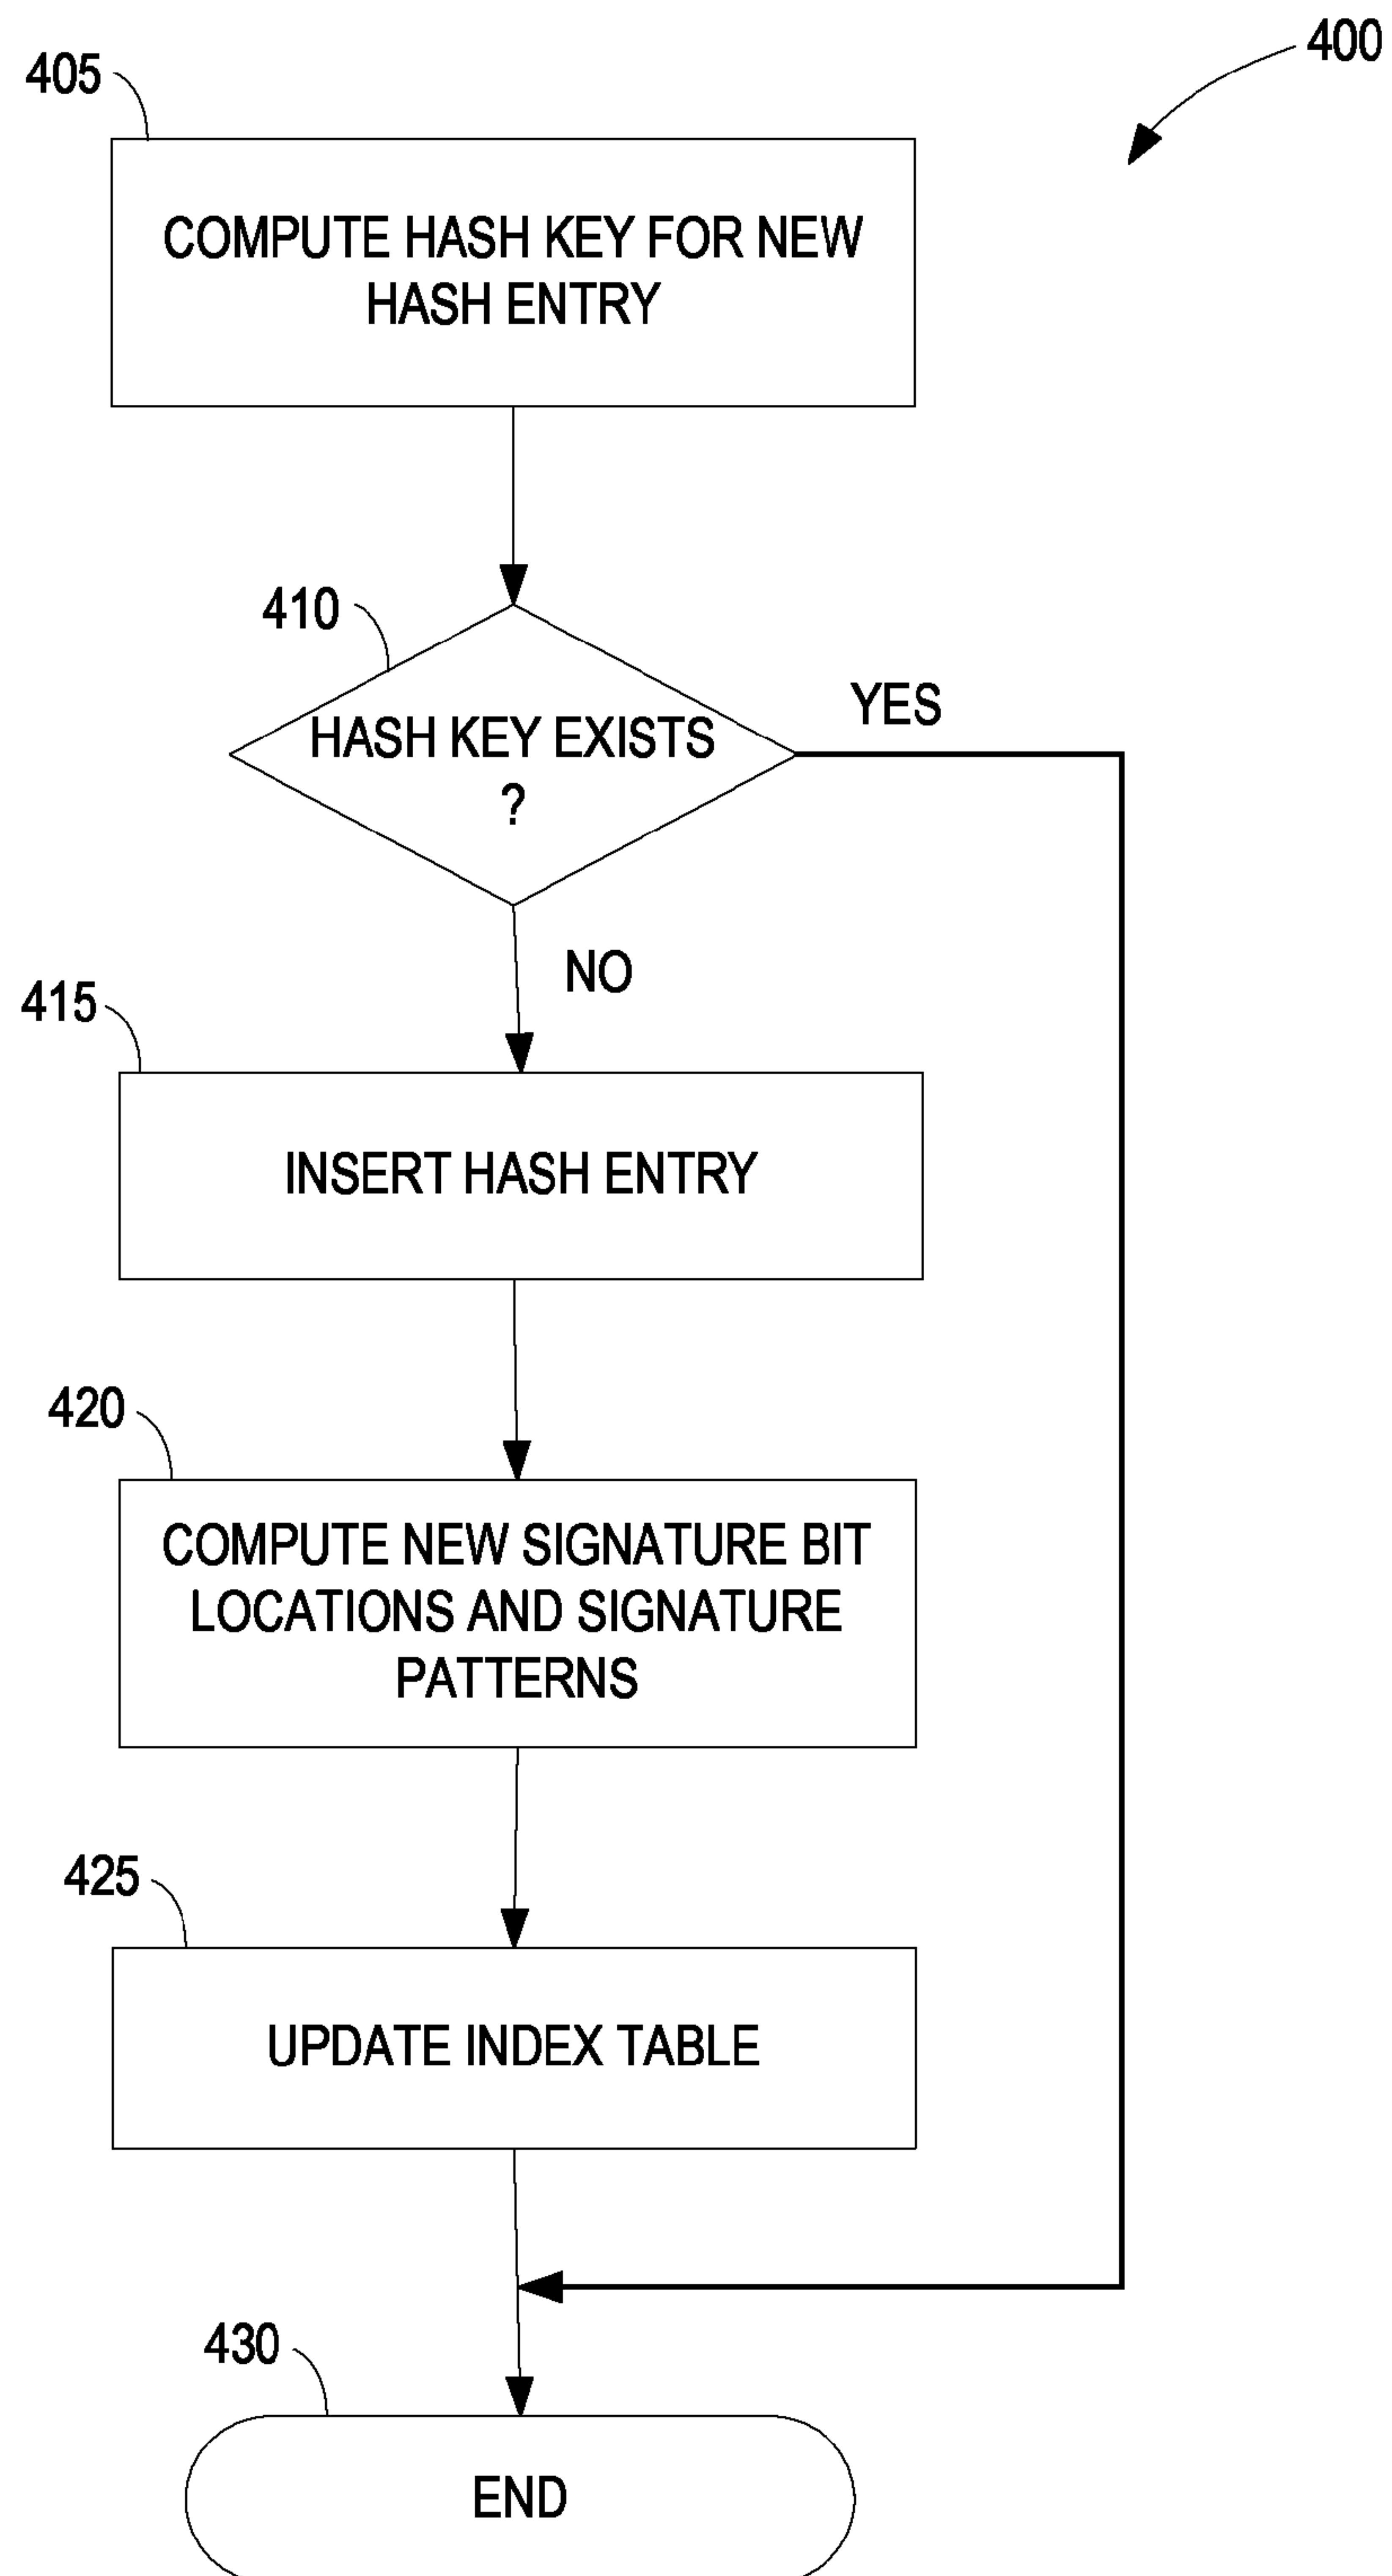 400
405
COMPUTE HASH KEY FOR NEW
HASH ENTRY
410
HASH KEY EXISTS
?
YES
NO
415
INSERT HASH ENTRY
420
COMPUTE NEW SIGNATURE BIT
LOCATIONS AND SIGNATURE
PATTERNS
425
UPDATE INDEX TABLE
430
END